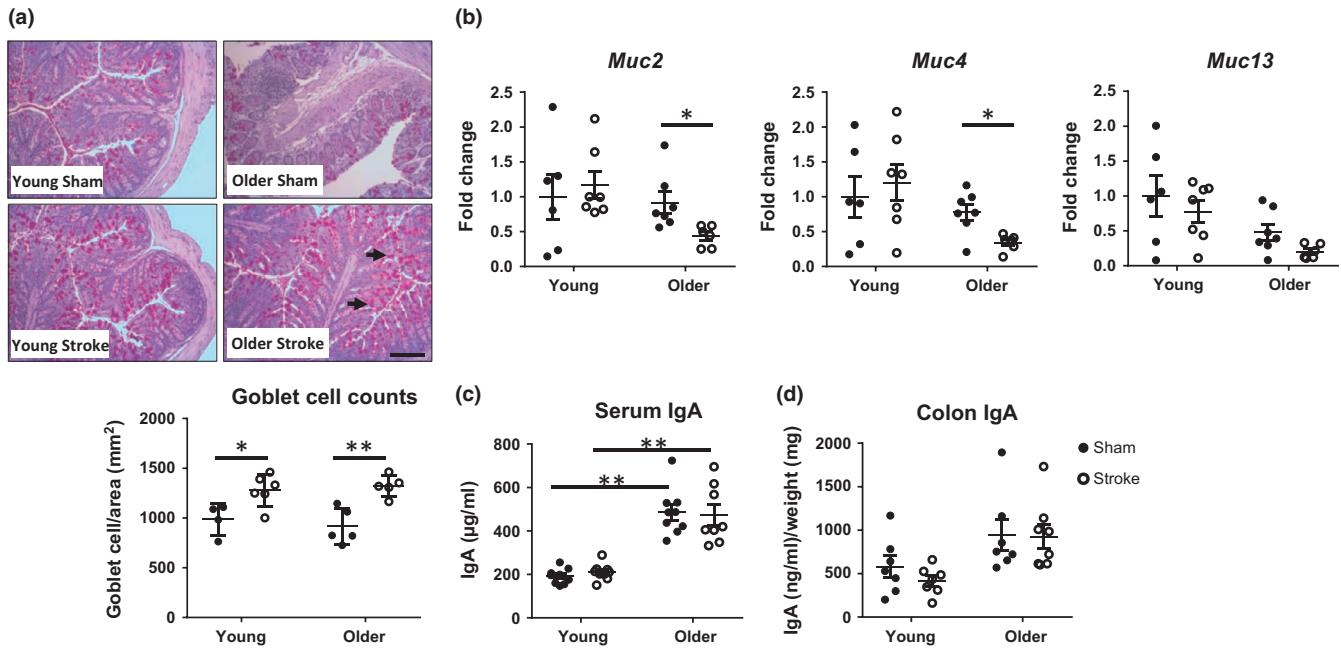 (a)
Young Sham
Older Sham
Young Stroke
Older Stroke
(b)
Muc2
Fold change
2.5
2.0
1.5
1.0
0.5
0.0
*
Young
Older
Muc4
Fold change
2.5
2.0
1.5
1.0
0.5
0.0
*
Young
Older
Muc13
Fold change
2.5
2.0
1.5
1.0
0.5
0.0
Young
Older
Goblet cell counts
Goblet cell/area (mm²)
2000
1500
1000
500
0
*
**
Young
Older
(c)
Serum IgA
IgA (µg/ml)
800
600
400
200
0
**
**
Young
Older
(d)
Colon IgA
IgA (ng/ml)/weight (mg)
2000
1500
1000
500
0
Young
Older
Sham
Stroke